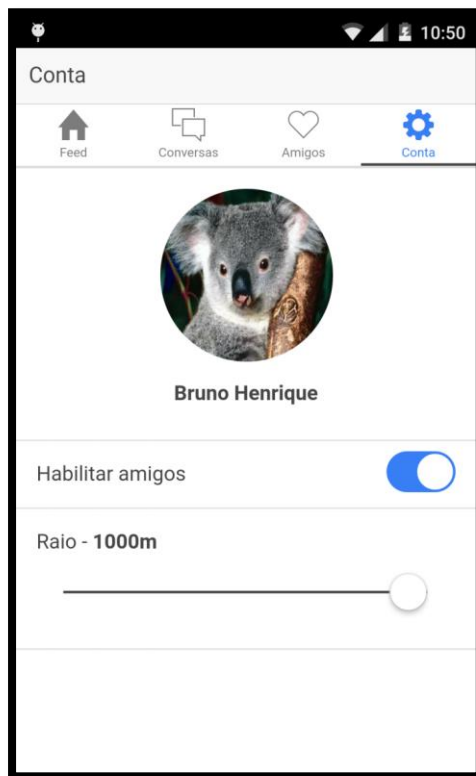 10:50
Conta
Feed Conversas Amigos Conta
Bruno Henrique
Habilitar amigos
Raio - 1000m